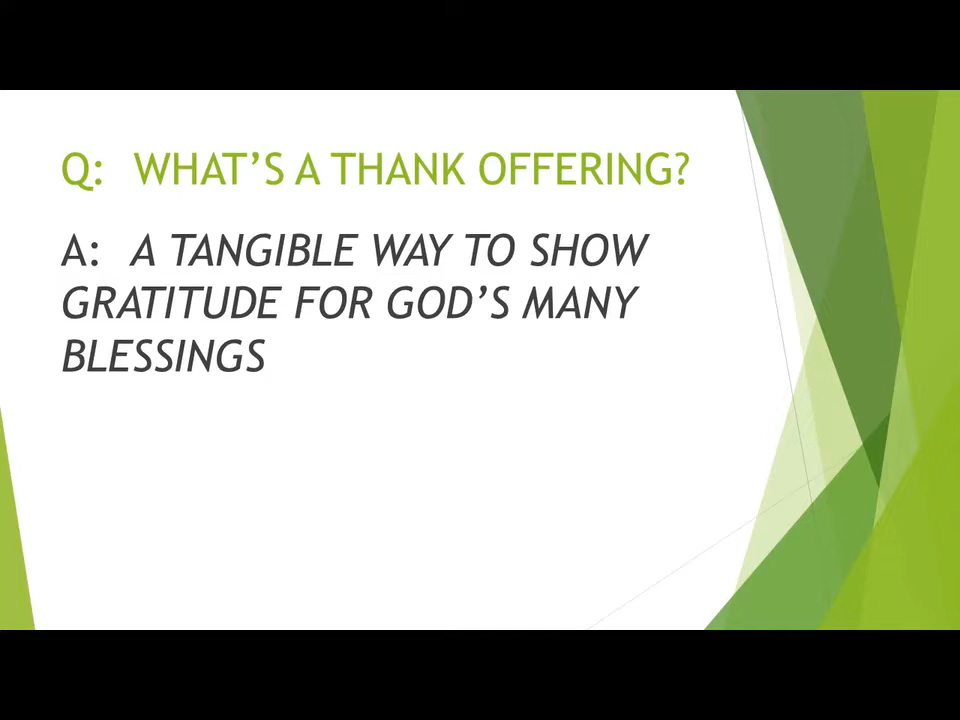 Q:  WHAT’S A THANK OFFERING?
A:  A TANGIBLE WAY TO SHOW
GRATITUDE FOR GOD’S MANY
BLESSINGS